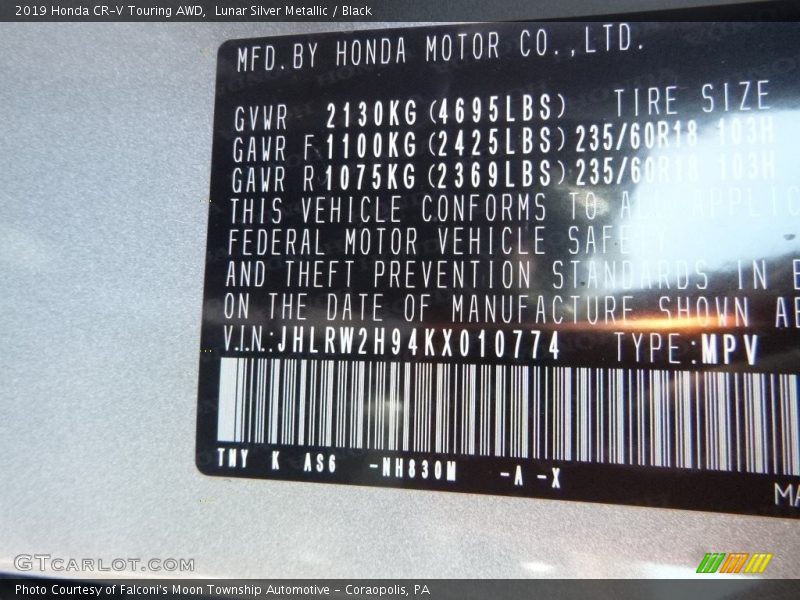 2019 Honda CR-V Touring AWD,  Lunar Silver Metallic / Black
MFD.BY HONDA MOTOR CO.,LTD.
GVWR 2130KG(4695LBS) TIRE SIZE
GAWR F1100KG(2425LBS)235/60R18 103H
GAWR R1075KG(2369LBS)235/60R18 103H
THIS VEHICLE CONFORMS TO ALL APPLIC
FEDERAL MOTOR VEHICLE SAFETY
AND THEFT PREVENTION STANDARDS IN E
ON THE DATE OF MANUFACTURE SHOWN AB
V.I.N.:JHLRW2H94KX010774 TYPE:MPV
TNY K AS6 -NH830M -A -X
MA
GTCARLOT.COM
Photo Courtesy of Falconi's Moon Township Automotive - Coraopolis, PA